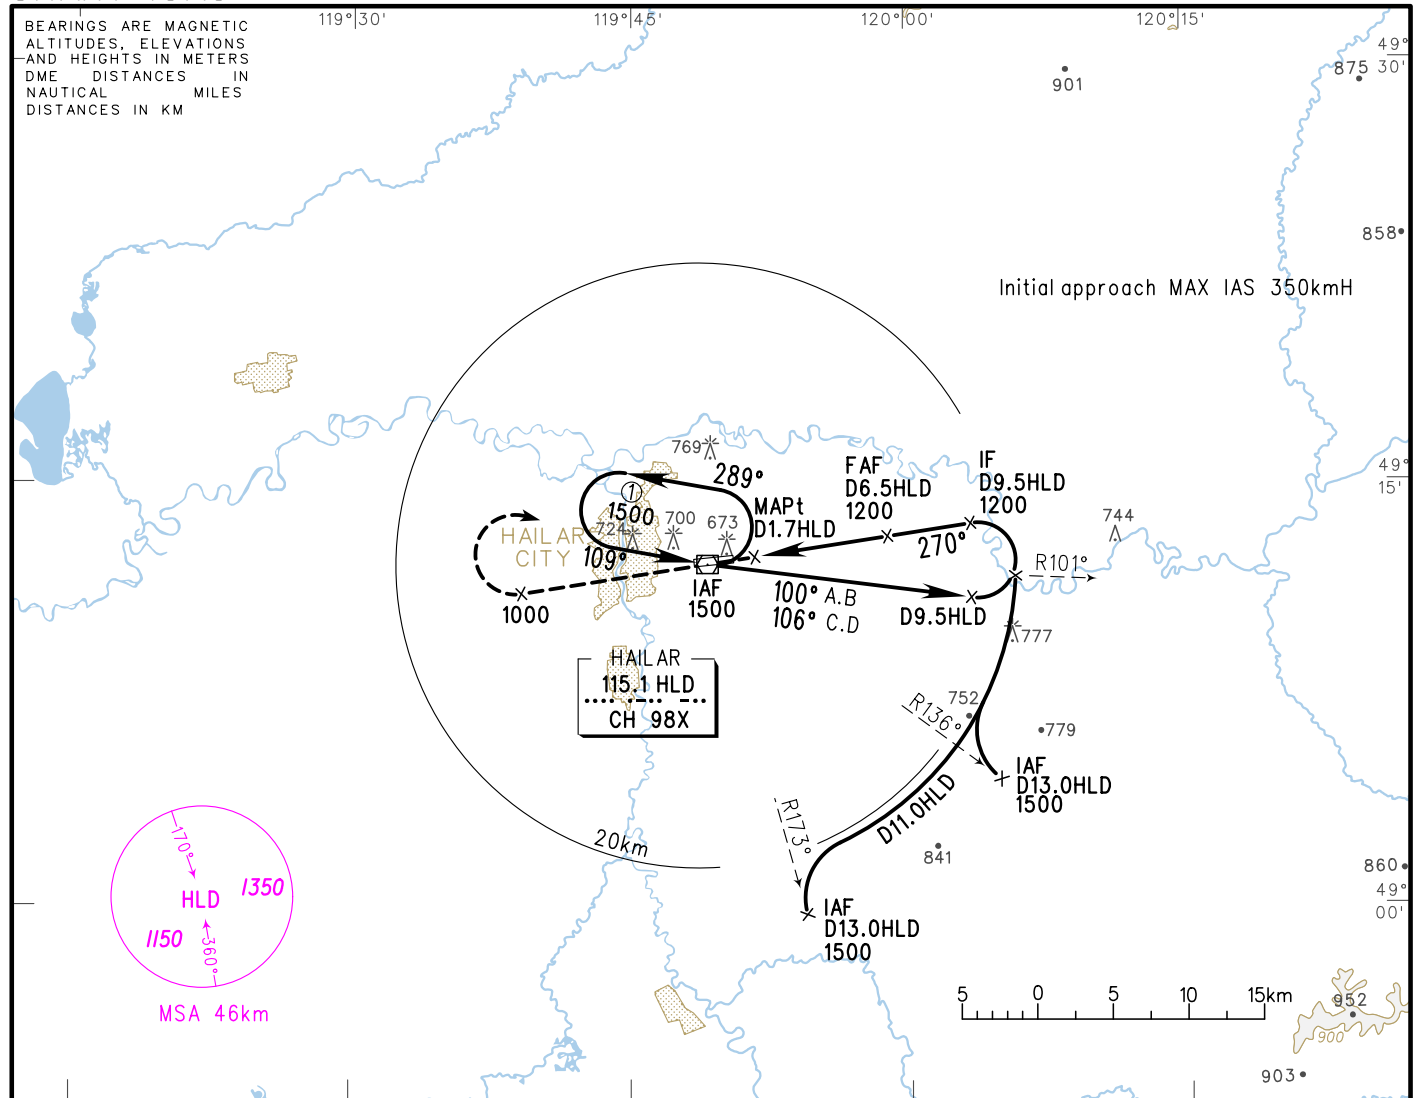 119°30'
119°45'
120°00'
120°15'
BEARINGS ARE MAGNETIC
ALTITUDES, ELEVATIONS
AND HEIGHTS IN METERS
DME DISTANCES IN
NAUTICAL MILES
DISTANCES IN KM
49°
30'
875
901
858
Initial approach MAX IAS 350kmH
769
289°
1
1500
724
700
673
HAILAR
CITY
109°
1000
IAF
1500
MAPt
D1.7HLD
FAF
D6.5HLD
1200
IF
D9.5HLD
1200
270°
49°
15'
744
R101°
100° A.B
106° C.D
D9.5HLD
777
HAILAR
115.1 HLD
CH 98X
752
R136°
779
IAF
D13.0HLD
1500
D11.0HLD
R173°
20km
841
860
49°
00'
IAF
D13.0HLD
1500
170°
HLD
1350
1150
360°
MSA 46km
5 0 5 10 15km
952
900
903